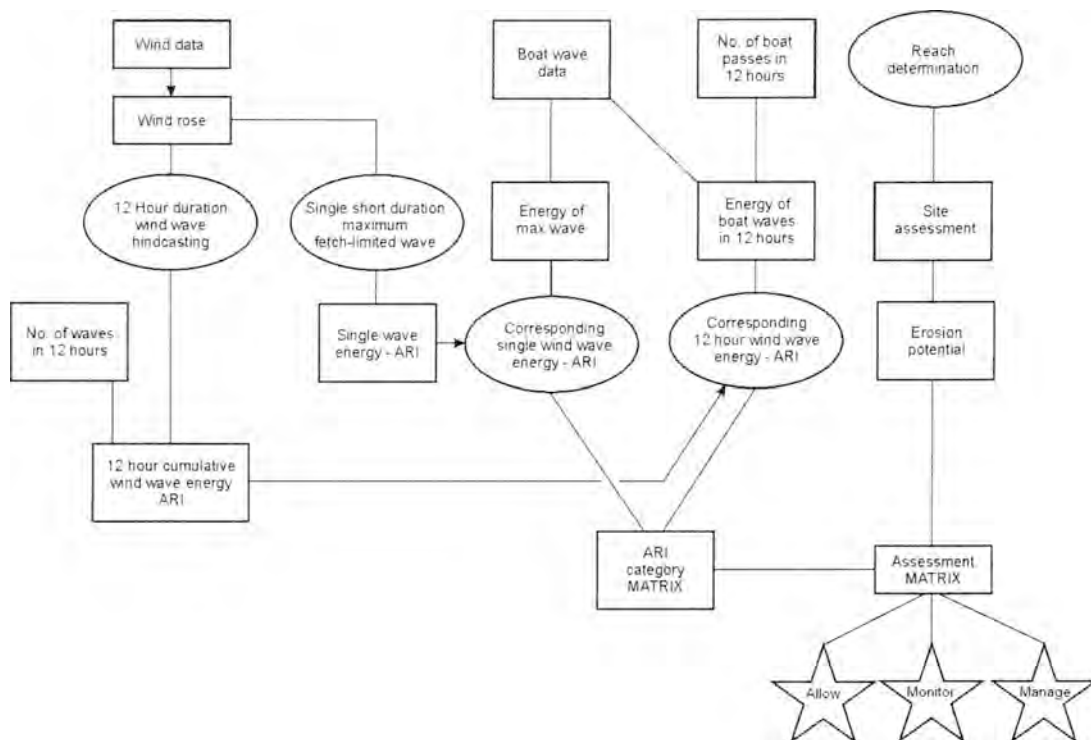 Wind data
Boat wave
data
No. of boat
passes in
12 hours
Reach
determination
Wind rose
12 Hour duration
wind wave
hindcasting
Single short duration
maximum
fetch-limited wave
Energy of
max wave
Energy of
boat waves
in 12 hours
Site
assessment
No. of waves
in 12 hours
Single wave
energy - ARI
Corresponding
single wind wave
energy - ARI
Corresponding
12 hour wind wave
energy - ARI
Erosion
potential
12 hour cumulative
wind wave energy
ARI
ARI
category
MATRIX
Assessment
MATRIX
Allow
Monitor
Manage